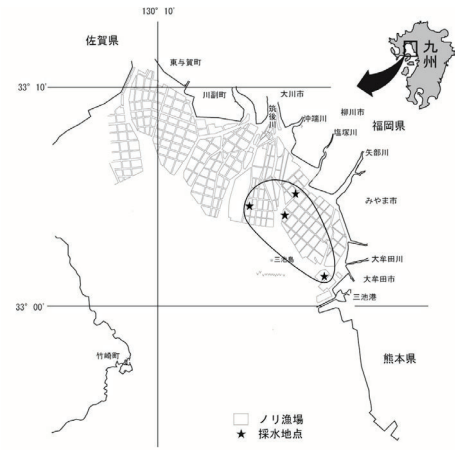 130° 10'
佐賀県
九州
東与賀町
33° 10'
川副町
大川市
筑後川
沖端川
柳川市
福岡県
塩塚川
矢部川
みやま市
三池島
大牟田川
大牟田市
三池港
33° 00'
竹崎町
熊本県
ノリ漁場
採水地点